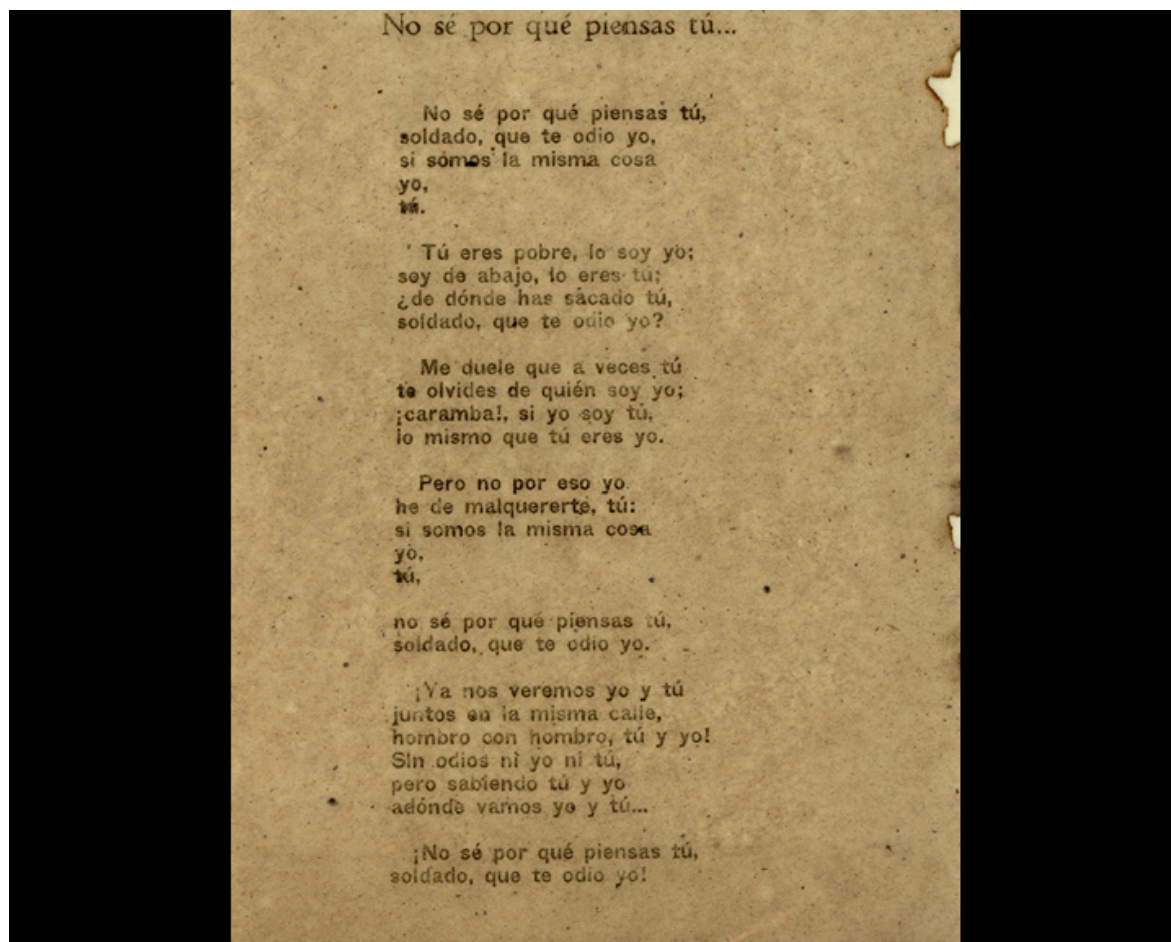 No sé por qué piensas tú...
No sé por qué piensas tú,
soldado, que te odio yo,
si somos la misma cosa
yo,
tú.
Tú eres pobre, lo soy yo;
soy de abajo, lo eres tú;
¿de dónde has sacado tú,
soldado, que te odio yo?
Me duele que a veces tú
te olvides de quién soy yo;
¡caramba!, si yo soy tú,
lo mismo que tú eres yo.
Pero no por eso yo
he de malquererte, tú:
si somos la misma cosa
yo,
tú,
no sé por qué piensas tú,
soldado, que te odio yo.
¡Ya nos veremos yo y tú
juntos en la misma calle,
hombro con hombro, tú y yo!
Sin odios ni yo ni tú,
pero sabiendo tú y yo
adónde vamos yo y tú...
¡No sé por qué piensas tú,
soldado, que te odio yo!